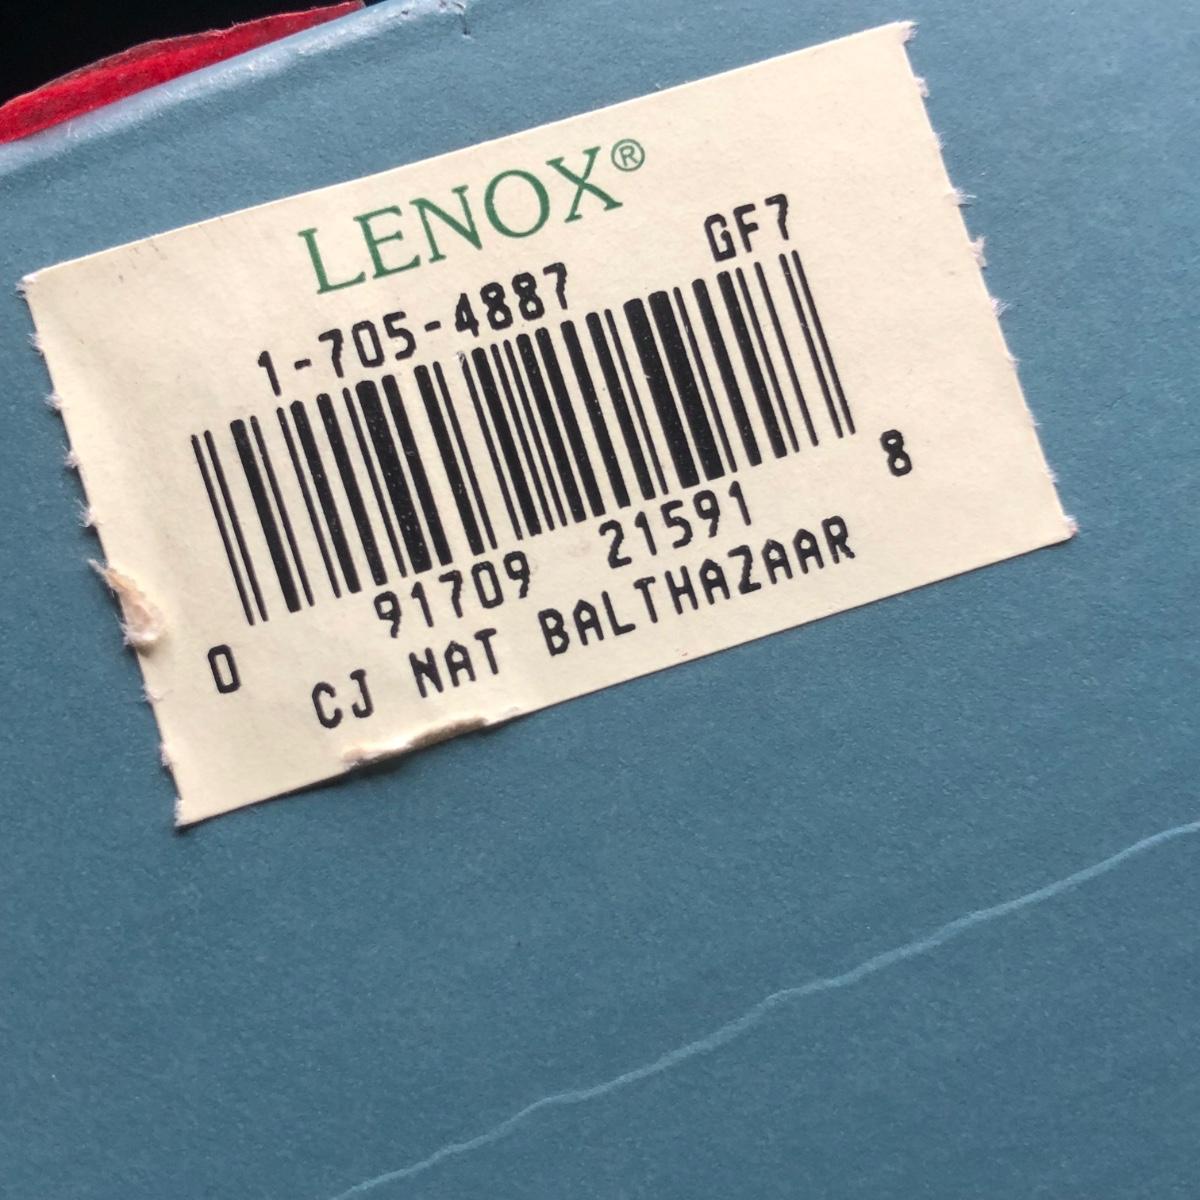 LENOX®
1-705-4887 GF7
0 91709 21591 8
CJ NAT BALTHAZAAR